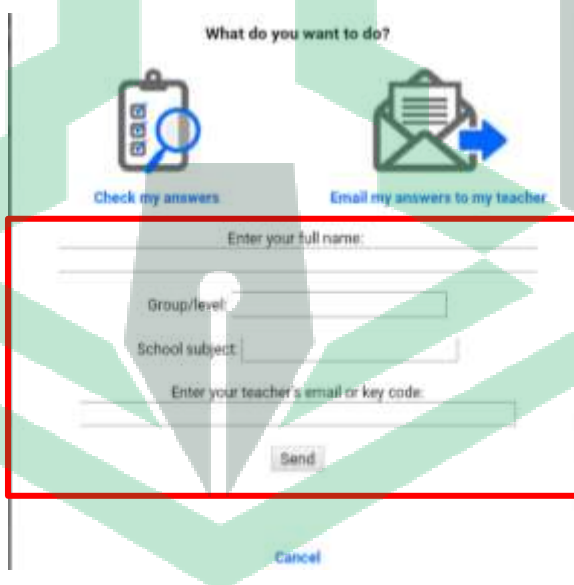 What do you want to do?
Check my answers
Email my answers to my teacher
Enter your full name:
Group/level:
School subject:
Enter your teacher's email or key code:
Send
Cancel